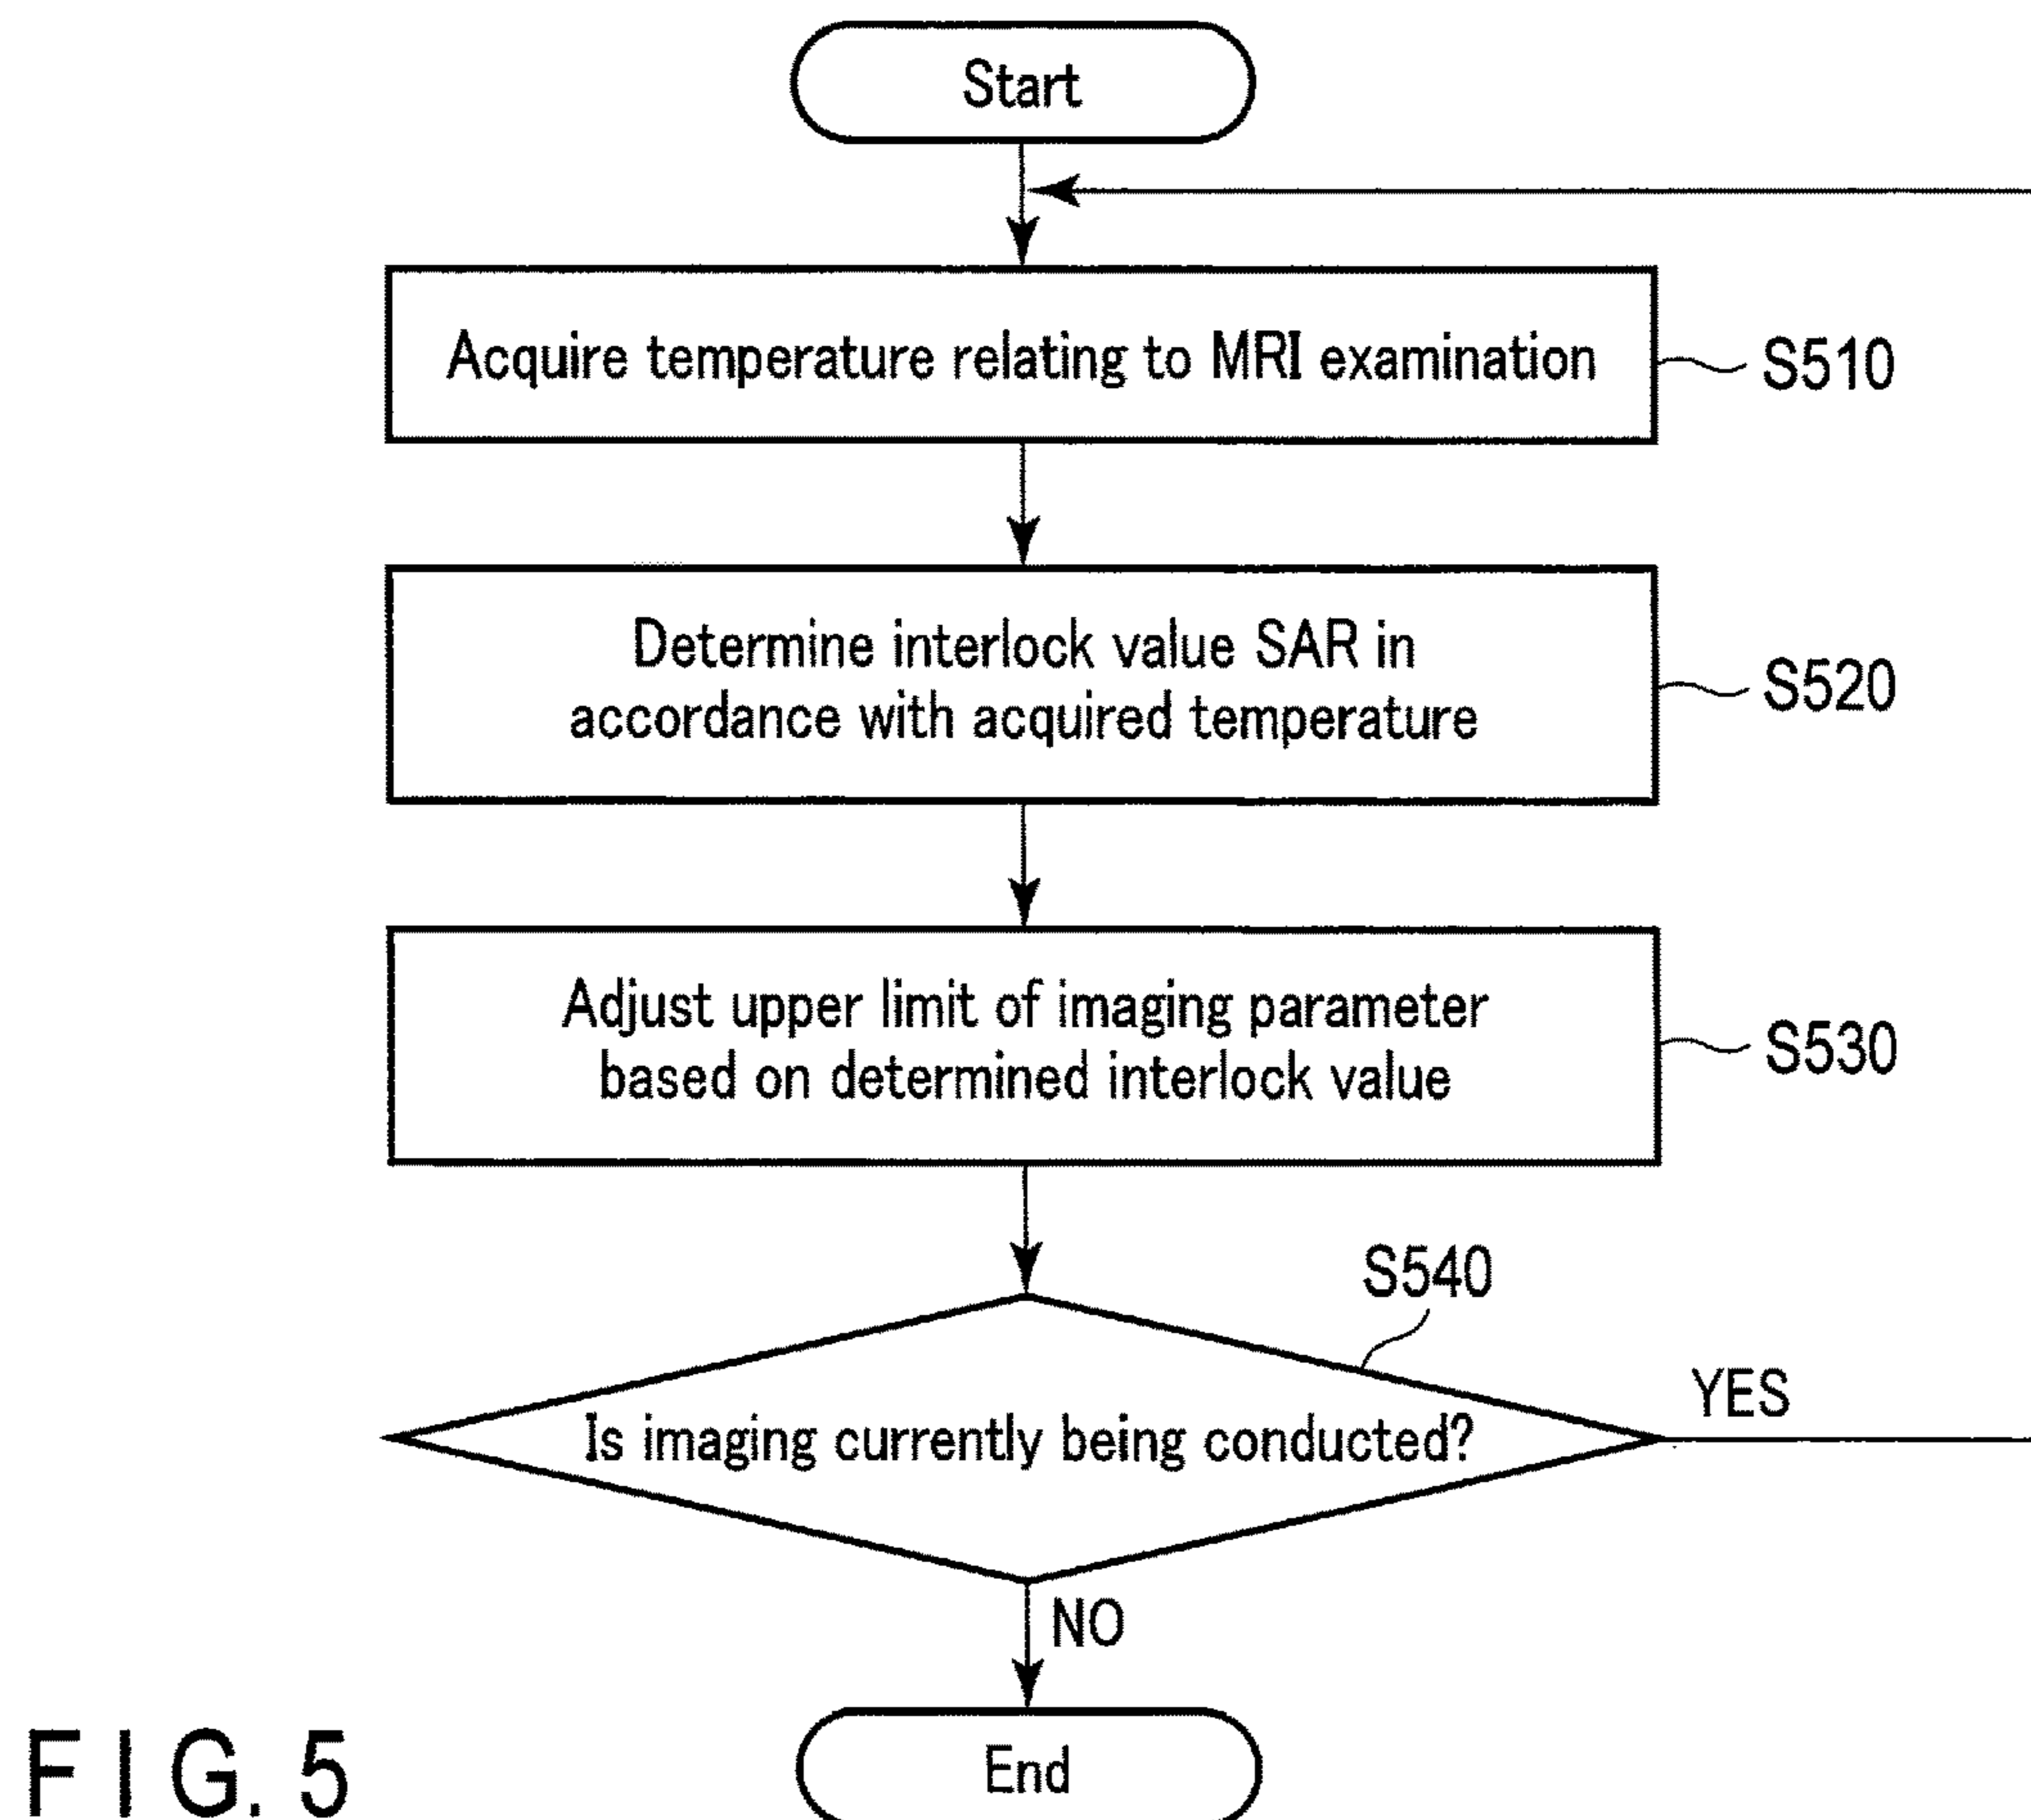 Start
Acquire temperature relating to MRI examination
S510
Determine interlock value SAR in
accordance with acquired temperature
S520
Adjust upper limit of imaging parameter
based on determined interlock value
S530
S540
Is imaging currently being conducted?
YES
NO
End
FIG. 5